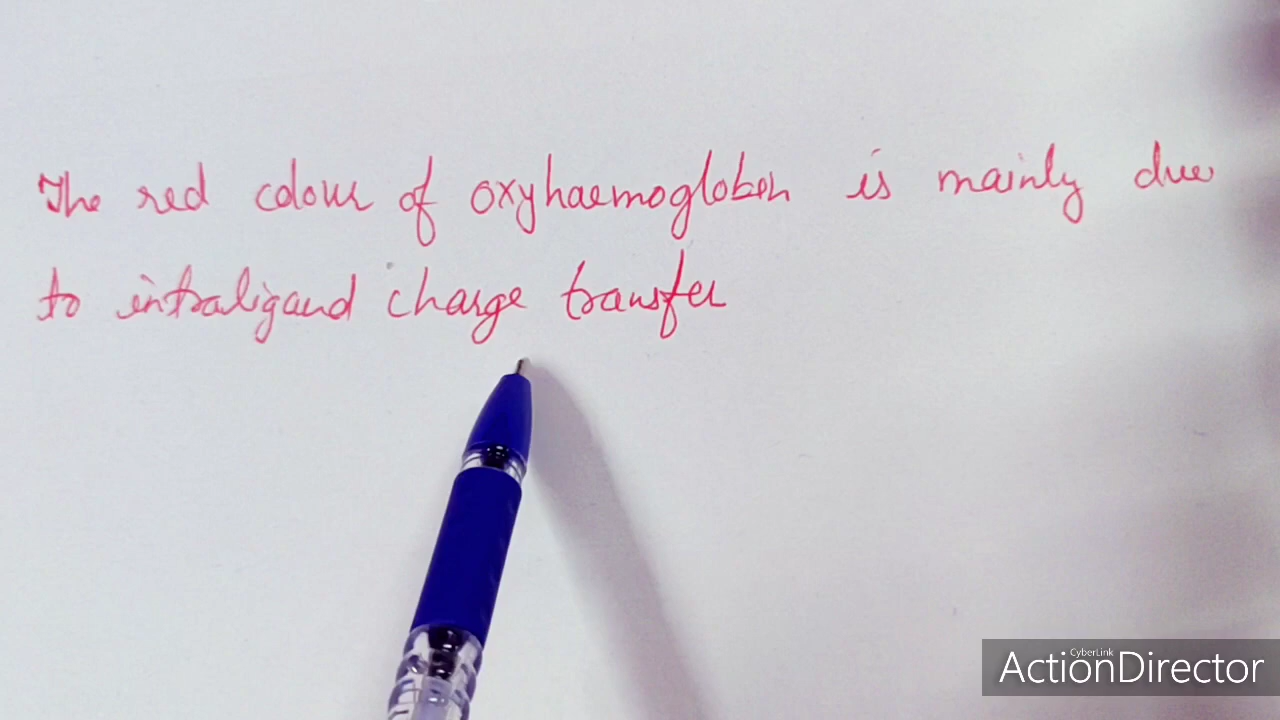 The red colour of oxyhaemoglobin is mainly due
to intraligand charge transfer
CyberLink
ActionDirector